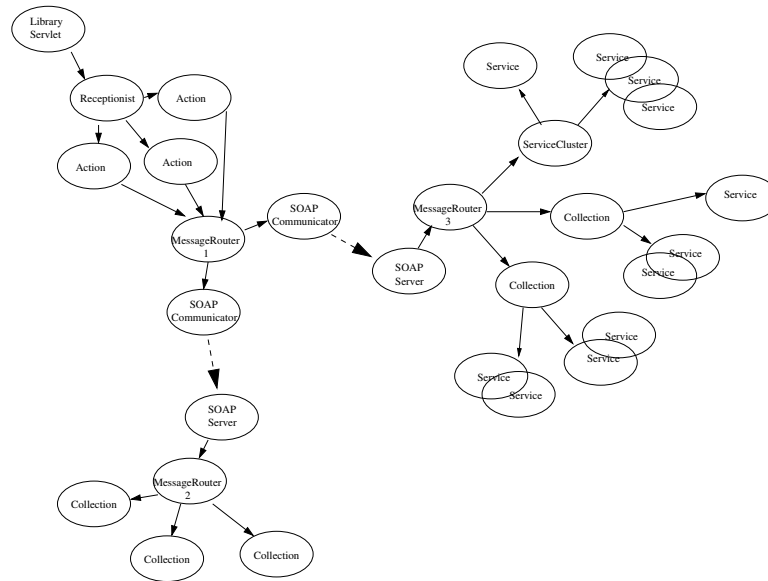 Library
Servlet
Receptionist
Action
Action
Action
MessageRouter
1
SOAP
Communicator
SOAP
Communicator
SOAP
Server
MessageRouter
2
Collection
Collection
Collection
SOAP
Server
MessageRouter
3
ServiceCluster
Service
Service
Service
Service
Collection
Service
Service
Service
Collection
Service
Service
Service
Service